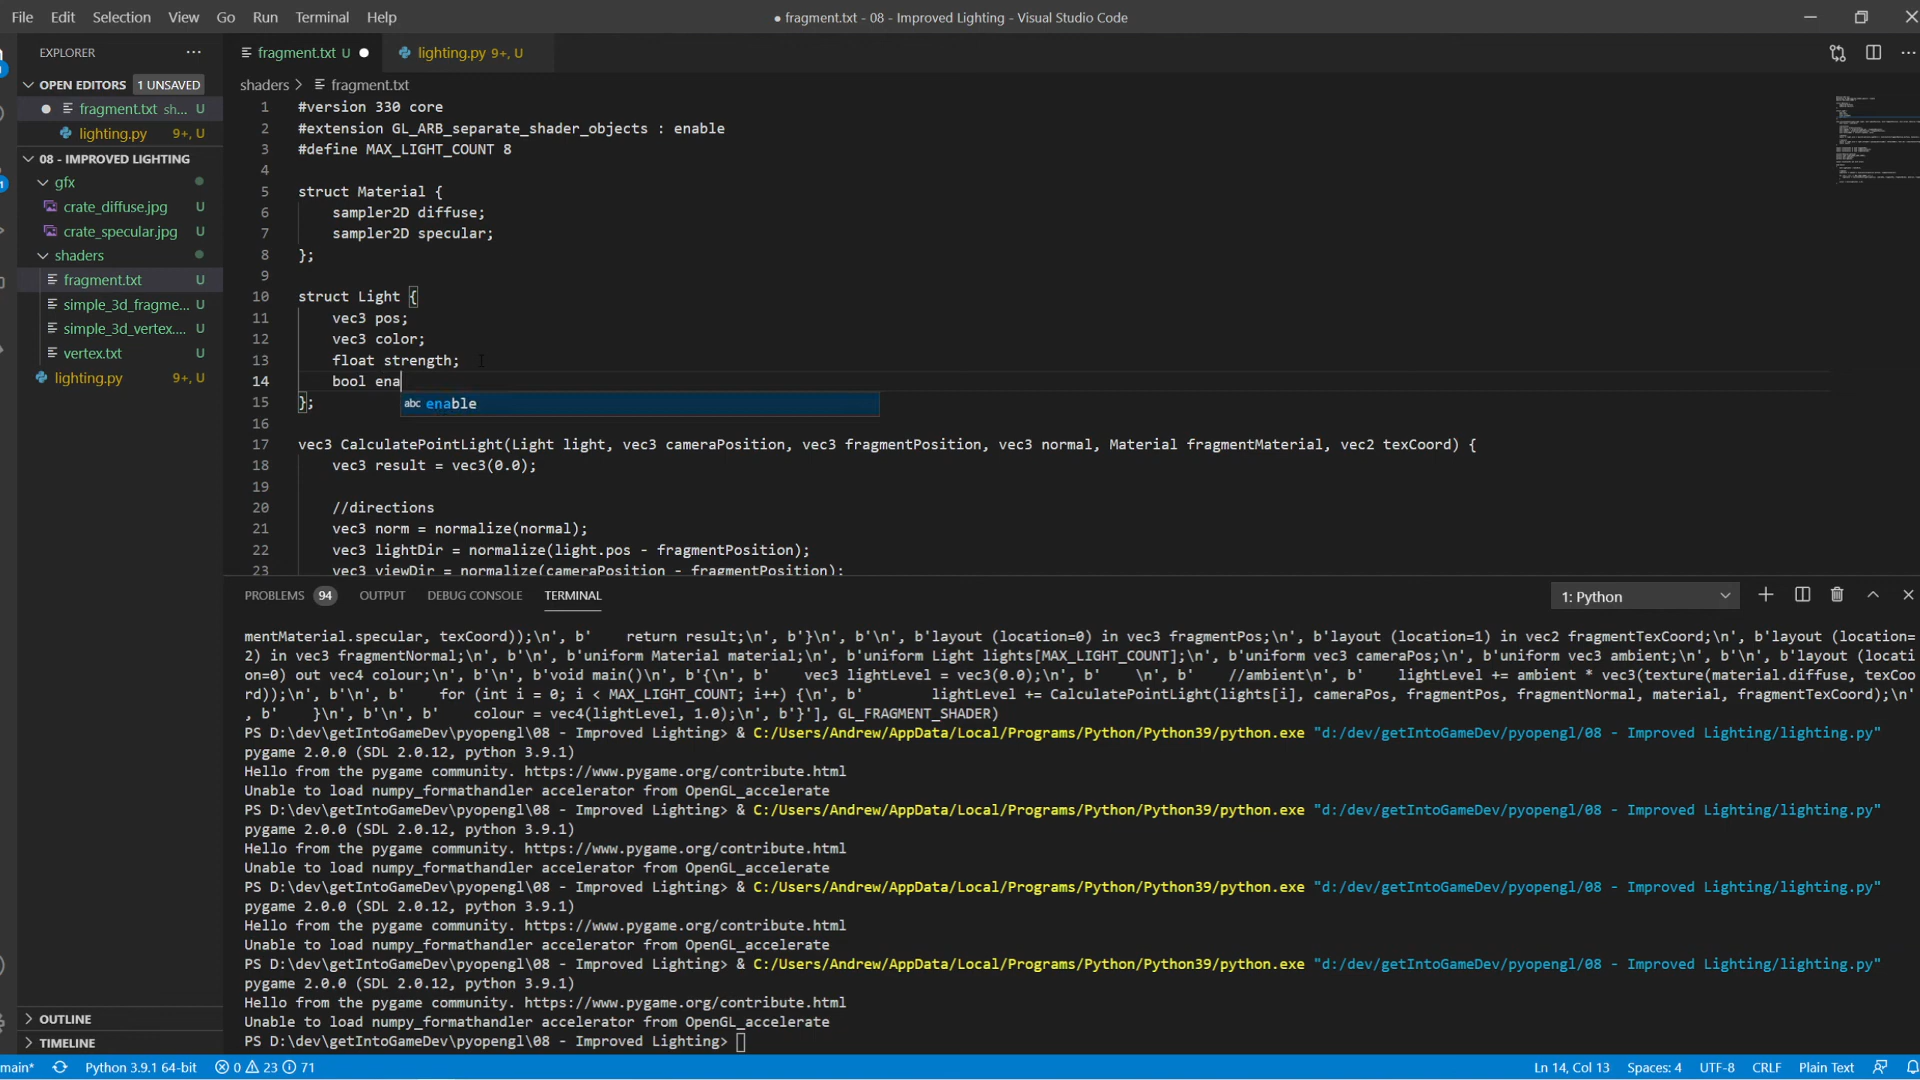 File Edit Selection View Go Run Terminal Help
● fragment.txt - 08 - Improved Lighting - Visual Studio Code
EXPLORER ...
OPEN EDITORS 1 UNSAVED
fragment.txt sh... U
lighting.py 9+, U
08 - IMPROVED LIGHTING
gfx
crate_diffuse.jpg U
crate_specular.jpg U
shaders
fragment.txt U
simple_3d_fragme... U
simple_3d_vertex.... U
vertex.txt U
lighting.py 9+, U
OUTLINE
TIMELINE
fragment.txt U ● lighting.py 9+, U
shaders > fragment.txt
1 #version 330 core
2 #extension GL_ARB_separate_shader_objects : enable
3 #define MAX_LIGHT_COUNT 8
4
5 struct Material {
6 sampler2D diffuse;
7 sampler2D specular;
8 };
9
10 struct Light {
11 vec3 pos;
12 vec3 color;
13 float strength;
14 bool ena
abc enable
15 };
16
17 vec3 CalculatePointLight(Light light, vec3 cameraPosition, vec3 fragmentPosition, vec3 normal, Material fragmentMaterial, vec2 texCoord) {
18 vec3 result = vec3(0.0);
19
20 //directions
21 vec3 norm = normalize(normal);
22 vec3 lightDir = normalize(light.pos - fragmentPosition);
23 vec3 viewDir = normalize(cameraPosition - fragmentPosition);
PROBLEMS 94 OUTPUT DEBUG CONSOLE TERMINAL 1: Python
mentMaterial.specular, texCoord));\n', b'    return result;\n', b'}\n', b'\n', b'layout (location=0) in vec3 fragmentPos;\n', b'layout (location=1) in vec2 fragmentTexCoord;\n', b'layout (location=
2) in vec3 fragmentNormal;\n', b'\n', b'uniform Material material;\n', b'uniform Light lights[MAX_LIGHT_COUNT];\n', b'uniform vec3 cameraPos;\n', b'uniform vec3 ambient;\n', b'\n', b'layout (locati
on=0) out vec4 colour;\n', b'void main()\n', b'{\n', b'    vec3 lightLevel = vec3(0.0);\n', b'    \n', b'    //ambient\n', b'    lightLevel += ambient * vec3(texture(material.diffuse, texCoo
rd));\n', b'\n', b'    for (int i = 0; i < MAX_LIGHT_COUNT; i++) {\n', b'        lightLevel += CalculatePointLight(lights[i], cameraPos, fragmentPos, fragmentNormal, material, fragmentTexCoord);\n'
, b'    }\n', b'\n', b'    colour = vec4(lightLevel, 1.0);\n', b'}'], GL_FRAGMENT_SHADER)
PS D:\dev\getIntoGameDev\pyopengl\08 - Improved Lighting> & C:/Users/Andrew/AppData/Local/Programs/Python/Python39/python.exe "d:/dev/getIntoGameDev/pyopengl/08 - Improved Lighting/lighting.py"
pygame 2.0.0 (SDL 2.0.12, python 3.9.1)
Hello from the pygame community. https://www.pygame.org/contribute.html
Unable to load numpy_formathandler accelerator from OpenGL_accelerate
PS D:\dev\getIntoGameDev\pyopengl\08 - Improved Lighting> & C:/Users/Andrew/AppData/Local/Programs/Python/Python39/python.exe "d:/dev/getIntoGameDev/pyopengl/08 - Improved Lighting/lighting.py"
pygame 2.0.0 (SDL 2.0.12, python 3.9.1)
Hello from the pygame community. https://www.pygame.org/contribute.html
Unable to load numpy_formathandler accelerator from OpenGL_accelerate
PS D:\dev\getIntoGameDev\pyopengl\08 - Improved Lighting> & C:/Users/Andrew/AppData/Local/Programs/Python/Python39/python.exe "d:/dev/getIntoGameDev/pyopengl/08 - Improved Lighting/lighting.py"
pygame 2.0.0 (SDL 2.0.12, python 3.9.1)
Hello from the pygame community. https://www.pygame.org/contribute.html
Unable to load numpy_formathandler accelerator from OpenGL_accelerate
PS D:\dev\getIntoGameDev\pyopengl\08 - Improved Lighting> & C:/Users/Andrew/AppData/Local/Programs/Python/Python39/python.exe "d:/dev/getIntoGameDev/pyopengl/08 - Improved Lighting/lighting.py"
pygame 2.0.0 (SDL 2.0.12, python 3.9.1)
Hello from the pygame community. https://www.pygame.org/contribute.html
Unable to load numpy_formathandler accelerator from OpenGL_accelerate
PS D:\dev\getIntoGameDev\pyopengl\08 - Improved Lighting>
main* Python 3.9.1 64-bit 0 23 71 Ln 14, Col 13 Spaces: 4 UTF-8 CRLF Plain Text